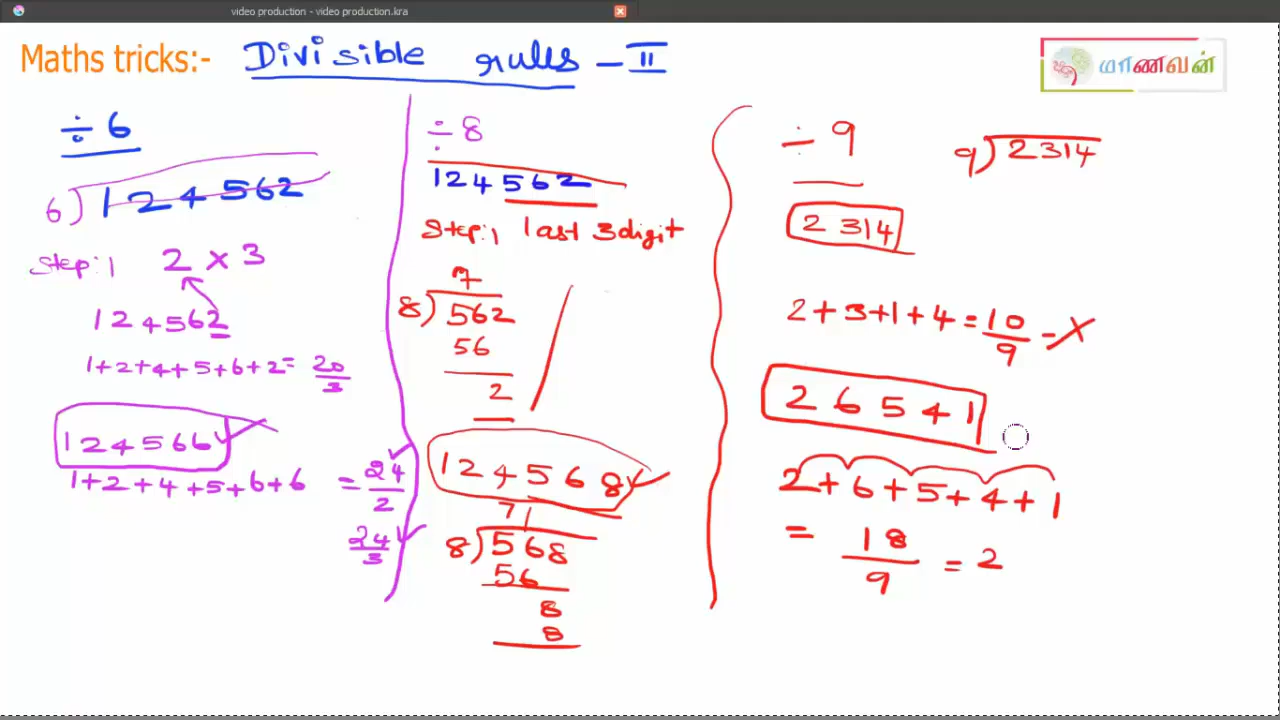 video production - video production.kra
Maths tricks:- Divisible rules - II
மாணவன்
÷ 6
6) 124562
Step:1 2 x 3
124562
1+2+4+5+6+2= 20/3
124566
1+2+4+5+6+6 = 24/2
24/3
÷ 8
124562
Step:1 last 3 digit
7
8) 562
56
2
124568
71
8) 568
56
8
8
÷ 9
9) 2314
2314
2+3+1+4 = 10/9 = X
26541
2+6+5+4+1
= 18/9 = 2